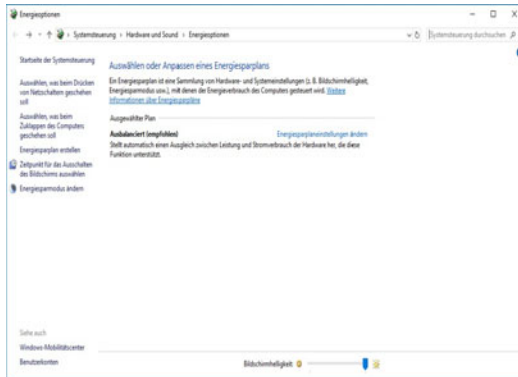 Energieoptionen
Systemsteuerung › Hardware und Sound › Energieoptionen
Systemsteuerung durchsuchen
Startseite der Systemsteuerung
Auswählen, was beim Drücken
von Netzschaltern geschehen
soll
Auswählen, was beim
Zuklappen des Computers
geschehen soll
Energiesparplan erstellen
Zeitpunkt für das Ausschalten
des Bildschirms auswählen
Energiesparmodus ändern
Auswählen oder Anpassen eines Energiesparplans
Ein Energiesparplan ist eine Sammlung von Hardware- und Systemeinstellungen (z. B. Bildschirmhelligkeit,
Energiesparmodus usw.), mit denen der Energieverbrauch des Computers gesteuert wird. Weitere
Informationen über Energiesparpläne
Ausgewählter Plan
Ausbalanciert (empfohlen) Energiesparplaneinstellungen ändern
Stellt automatisch einen Ausgleich zwischen Leistung und Stromverbrauch der Hardware her, die diese
Funktion unterstützt.
Siehe auch
Windows-Mobilitätscenter
Benutzerkonten
Bildschirmhelligkeit